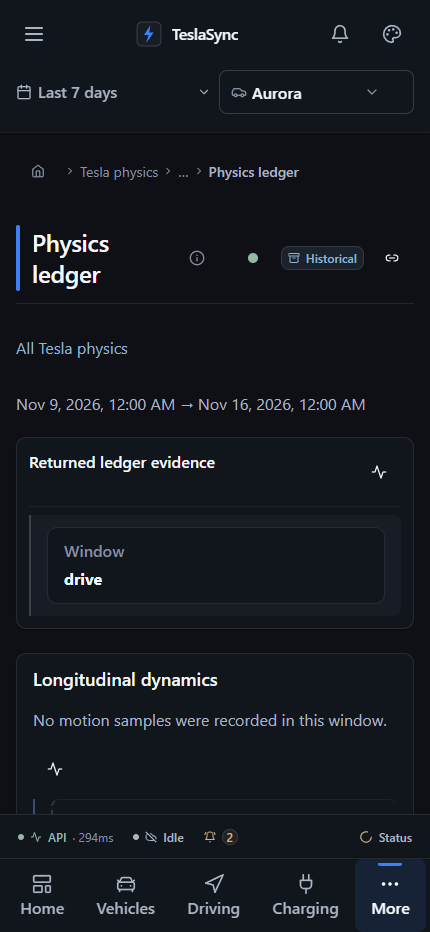 TeslaSync
Last 7 days
Aurora
Tesla physics
...
Physics ledger
Physics
ledger
Historical
All Tesla physics
Nov 9, 2026, 12:00 AM → Nov 16, 2026, 12:00 AM
Returned ledger evidence
Window
drive
Longitudinal dynamics
No motion samples were recorded in this window.
API · 294ms
Idle
2
Status
Home
Vehicles
Driving
Charging
More